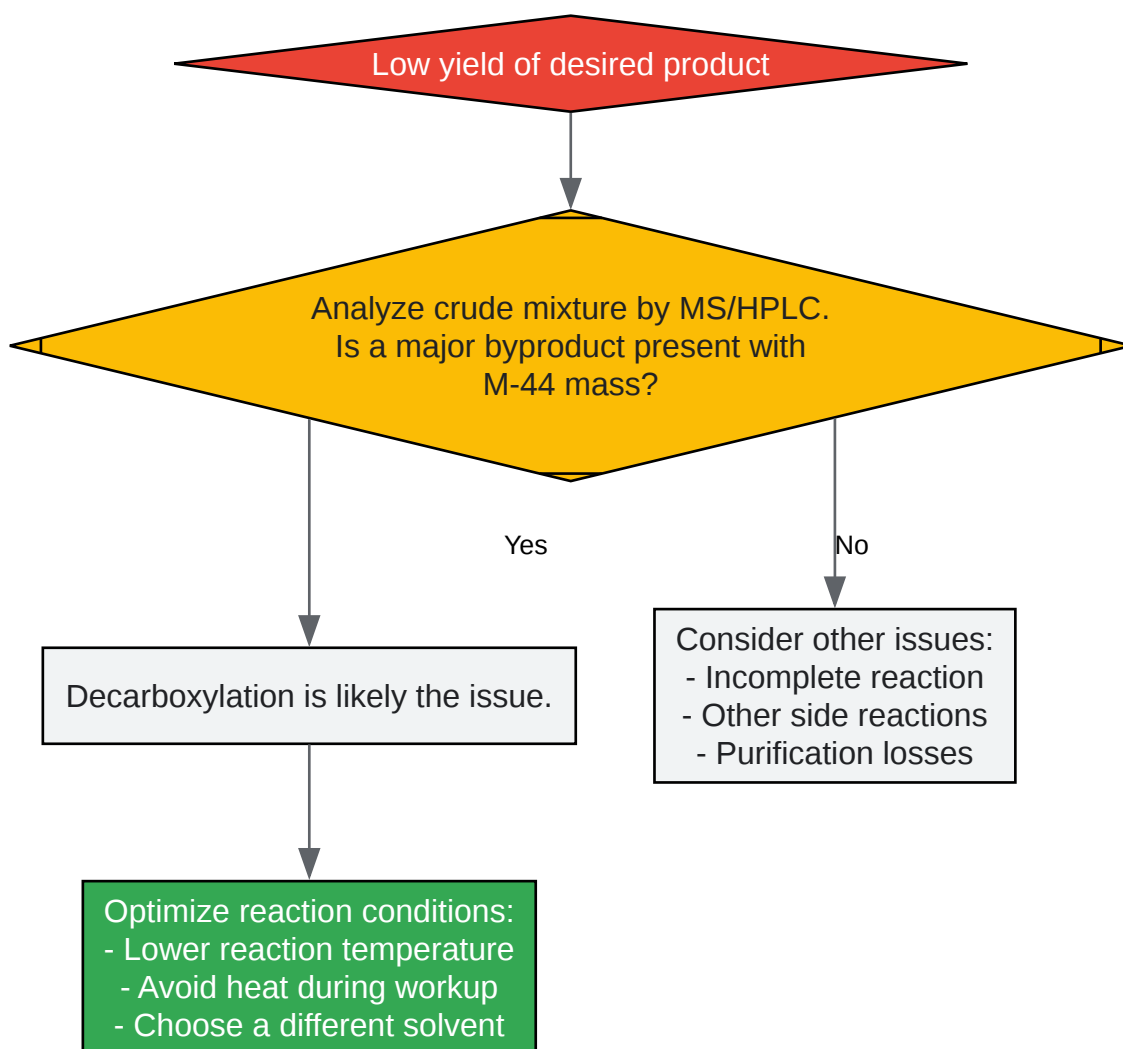 Low yield of desired product
Analyze crude mixture by MS/HPLC.
Is a major byproduct present with
M-44 mass?
Yes
No
Decarboxylation is likely the issue.
Consider other issues:
- Incomplete reaction
- Other side reactions
- Purification losses
Optimize reaction conditions:
- Lower reaction temperature
- Avoid heat during workup
- Choose a different solvent